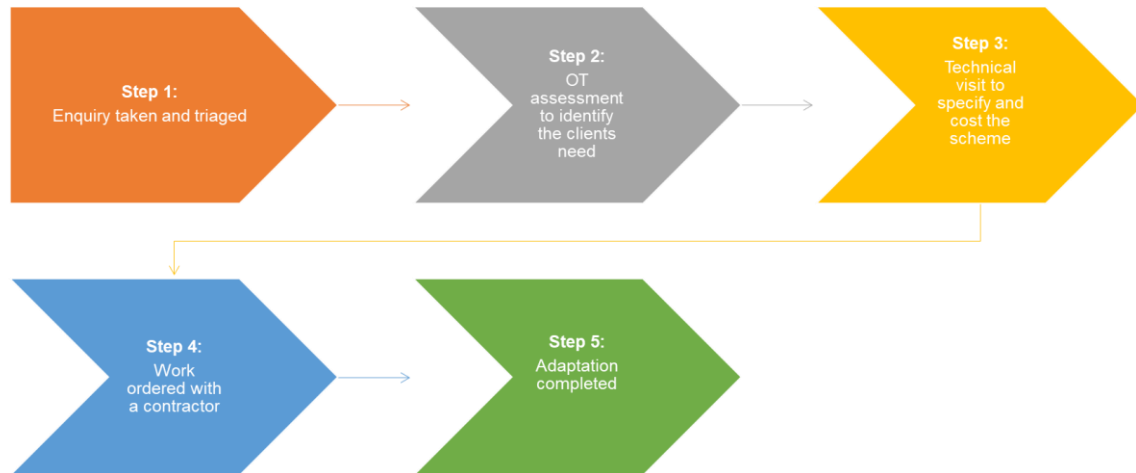 Step 1:
Enquiry taken and triaged
Step 2:
OT
assessment
to identify
the clients
need
Step 3:
Technical
visit to
specify and
cost the
scheme
Step 4:
Work
ordered with
a contractor
Step 5:
Adaptation
completed